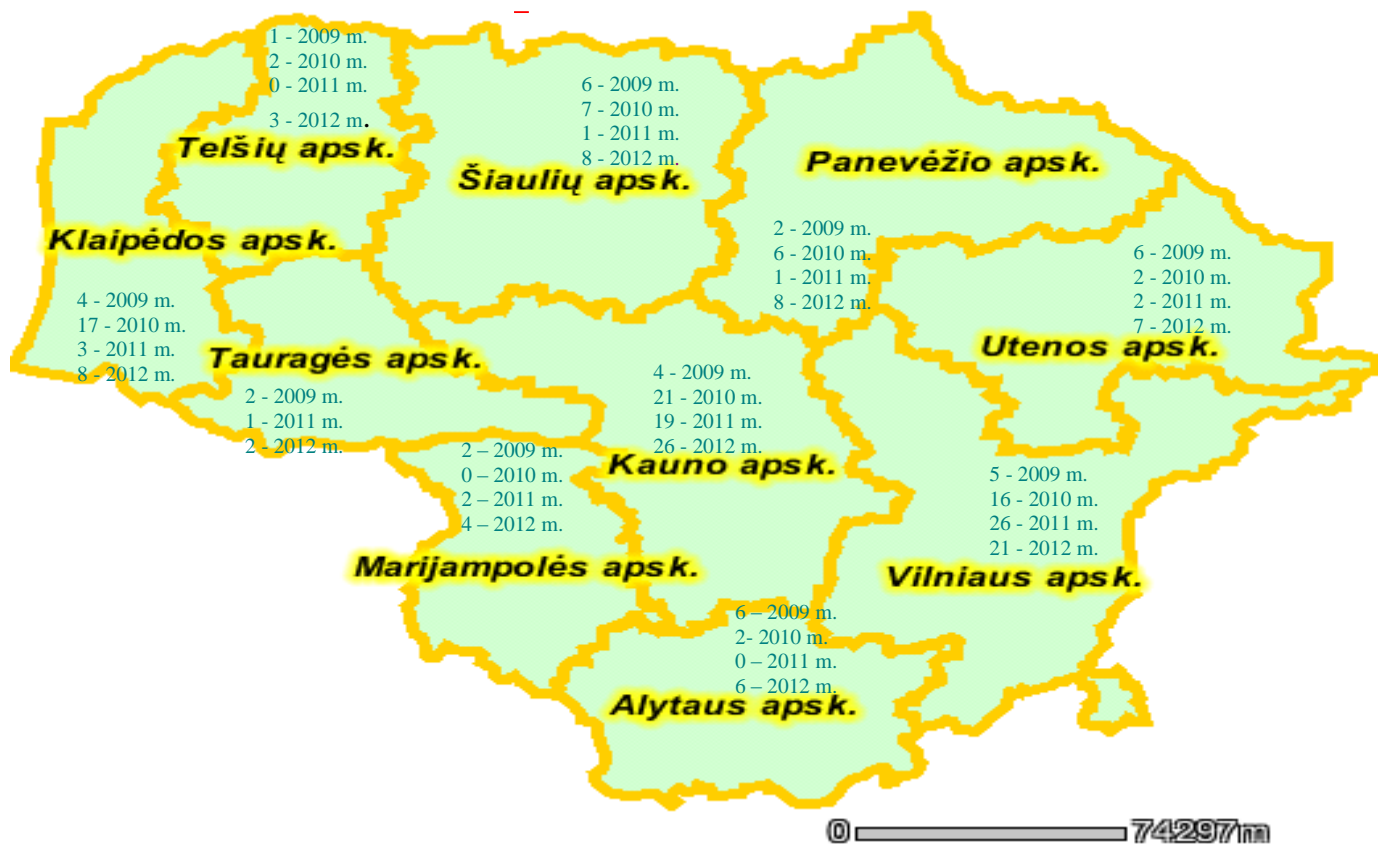 1 - 2009 m.
2 - 2010 m.
0 - 2011 m.
3 - 2012 m.
Telšių apsk.
6 - 2009 m.
7 - 2010 m.
1 - 2011 m.
8 - 2012 m.
Šiaulių apsk.
Panevėžio apsk.
2 - 2009 m.
6 - 2010 m.
1 - 2011 m.
8 - 2012 m.
Klaipėdos apsk.
4 - 2009 m.
17 - 2010 m.
3 - 2011 m.
8 - 2012 m.
6 - 2009 m.
2 - 2010 m.
2 - 2011 m.
7 - 2012 m.
Utenos apsk.
Tauragės apsk.
2 - 2009 m.
1 - 2011 m.
2 - 2012 m.
4 - 2009 m.
21 - 2010 m.
19 - 2011 m.
26 - 2012 m.
Kauno apsk.
2 – 2009 m.
0 – 2010 m.
2 – 2011 m.
4 – 2012 m.
Marijampolės apsk.
5 - 2009 m.
16 - 2010 m.
26 - 2011 m.
21 - 2012 m.
Vilniaus apsk.
6 – 2009 m.
2- 2010 m.
0 – 2011 m.
6 – 2012 m.
Alytaus apsk.
0 74297m